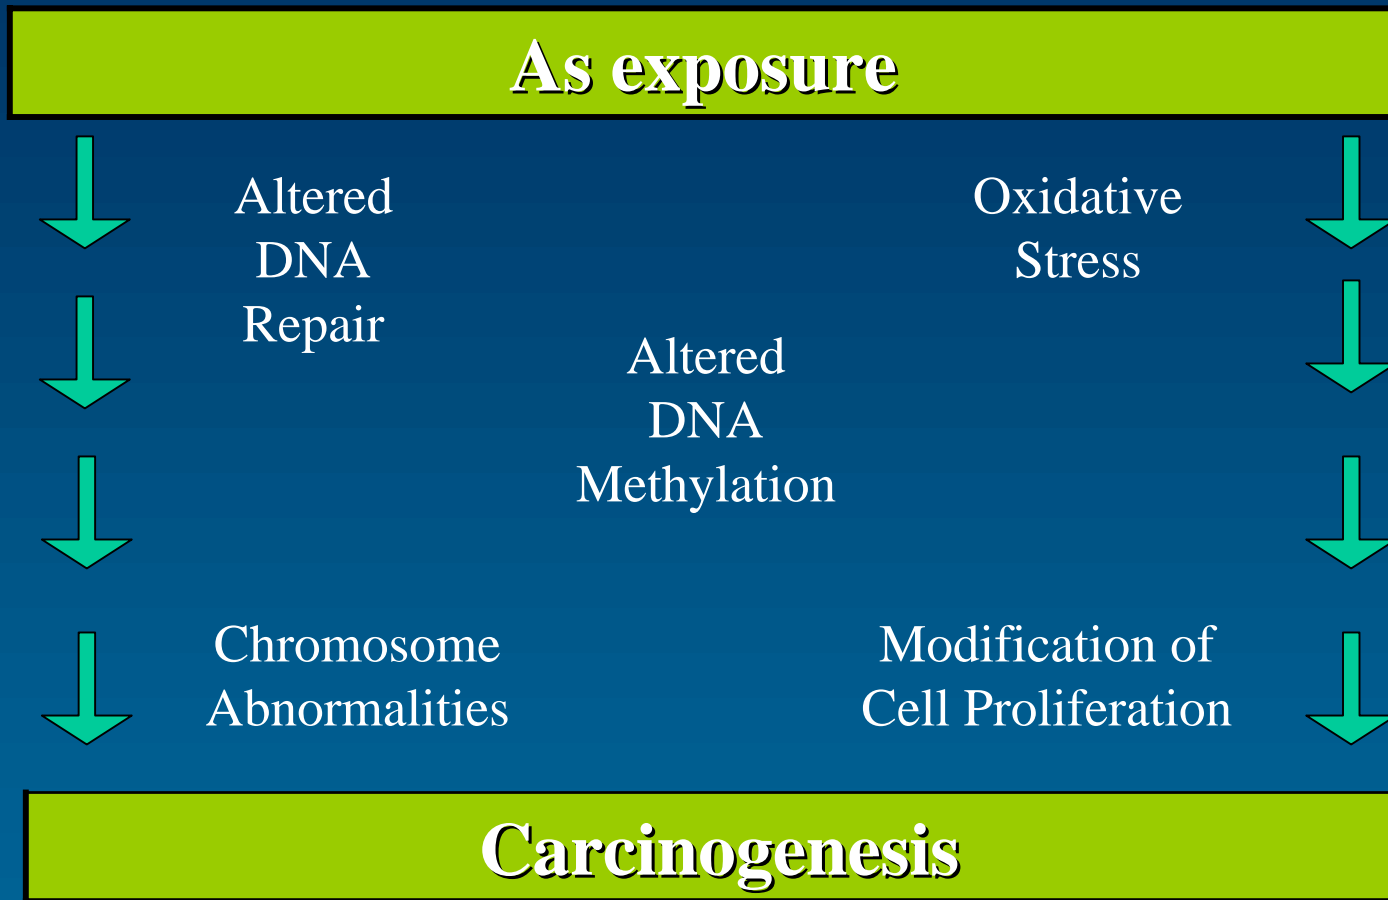 As exposure
Altered
DNA
Repair
Oxidative
Stress
Altered
DNA
Methylation
Chromosome
Abnormalities
Modification of
Cell Proliferation
Carcinogenesis